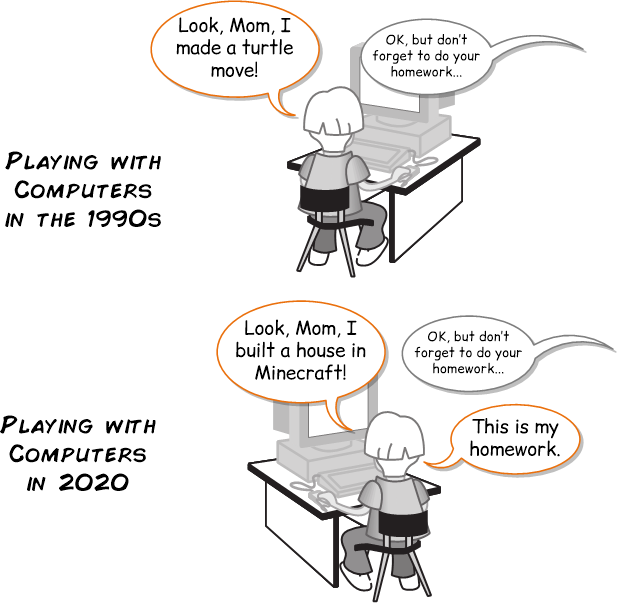 Look, Mom, I
made a turtle
move!
OK, but don't
forget to do your
homework...
PLAYING WITH
COMPUTERS
IN THE 1990S
Look, Mom, I
built a house in
Minecraft!
OK, but don't
forget to do your
homework...
This is my
homework.
PLAYING WITH
COMPUTERS
IN 2020